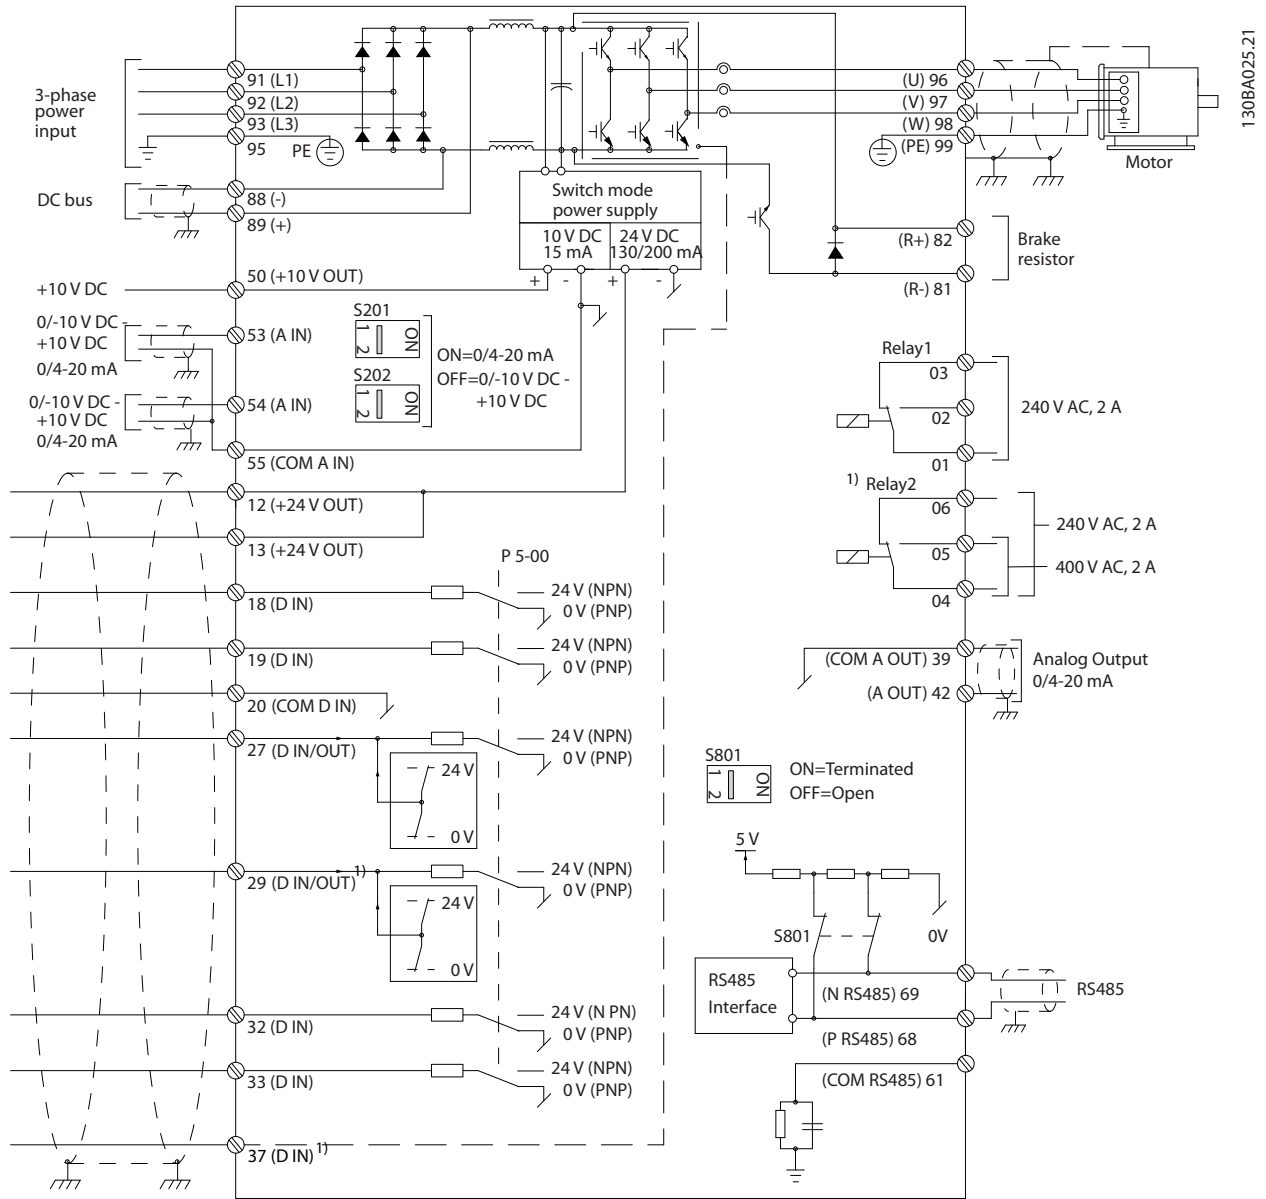 130BA025.21
3-phase
power
input
91 (L1)
92 (L2)
93 (L3)
95
PE
(U) 96
(V) 97
(W) 98
(PE) 99
Motor
DC bus
88 (-)
89 (+)
Switch mode
power supply
10 V DC
15 mA
24 V DC
130/200 mA
+ - + -
(R+) 82
(R-) 81
Brake
resistor
+10 V DC
50 (+10 V OUT)
0/-10 V DC -
+10 V DC
0/4-20 mA
53 (A IN)
0/-10 V DC -
+10 V DC
0/4-20 mA
54 (A IN)
55 (COM A IN)
S201
1 2
ON
S202
1 2
ON
ON=0/4-20 mA
OFF=0/-10 V DC -
+10 V DC
Relay1
03
02
01
240 V AC, 2 A
1) Relay2
06
05
04
240 V AC, 2 A
400 V AC, 2 A
12 (+24 V OUT)
13 (+24 V OUT)
P 5-00
18 (D IN)
24 V (NPN)
0 V (PNP)
19 (D IN)
24 V (NPN)
0 V (PNP)
20 (COM D IN)
27 (D IN/OUT)
24 V (NPN)
0 V (PNP)
24 V
0 V
29 (D IN/OUT) 1)
24 V (NPN)
0 V (PNP)
24 V
0 V
32 (D IN)
24 V (N PN)
0 V (PNP)
33 (D IN)
24 V (NPN)
0 V (PNP)
37 (D IN) 1)
(COM A OUT) 39
(A OUT) 42
Analog Output
0/4-20 mA
S801
1 2
ON
ON=Terminated
OFF=Open
5 V
S801
0V
RS485
Interface
(N RS485) 69
(P RS485) 68
(COM RS485) 61
RS485